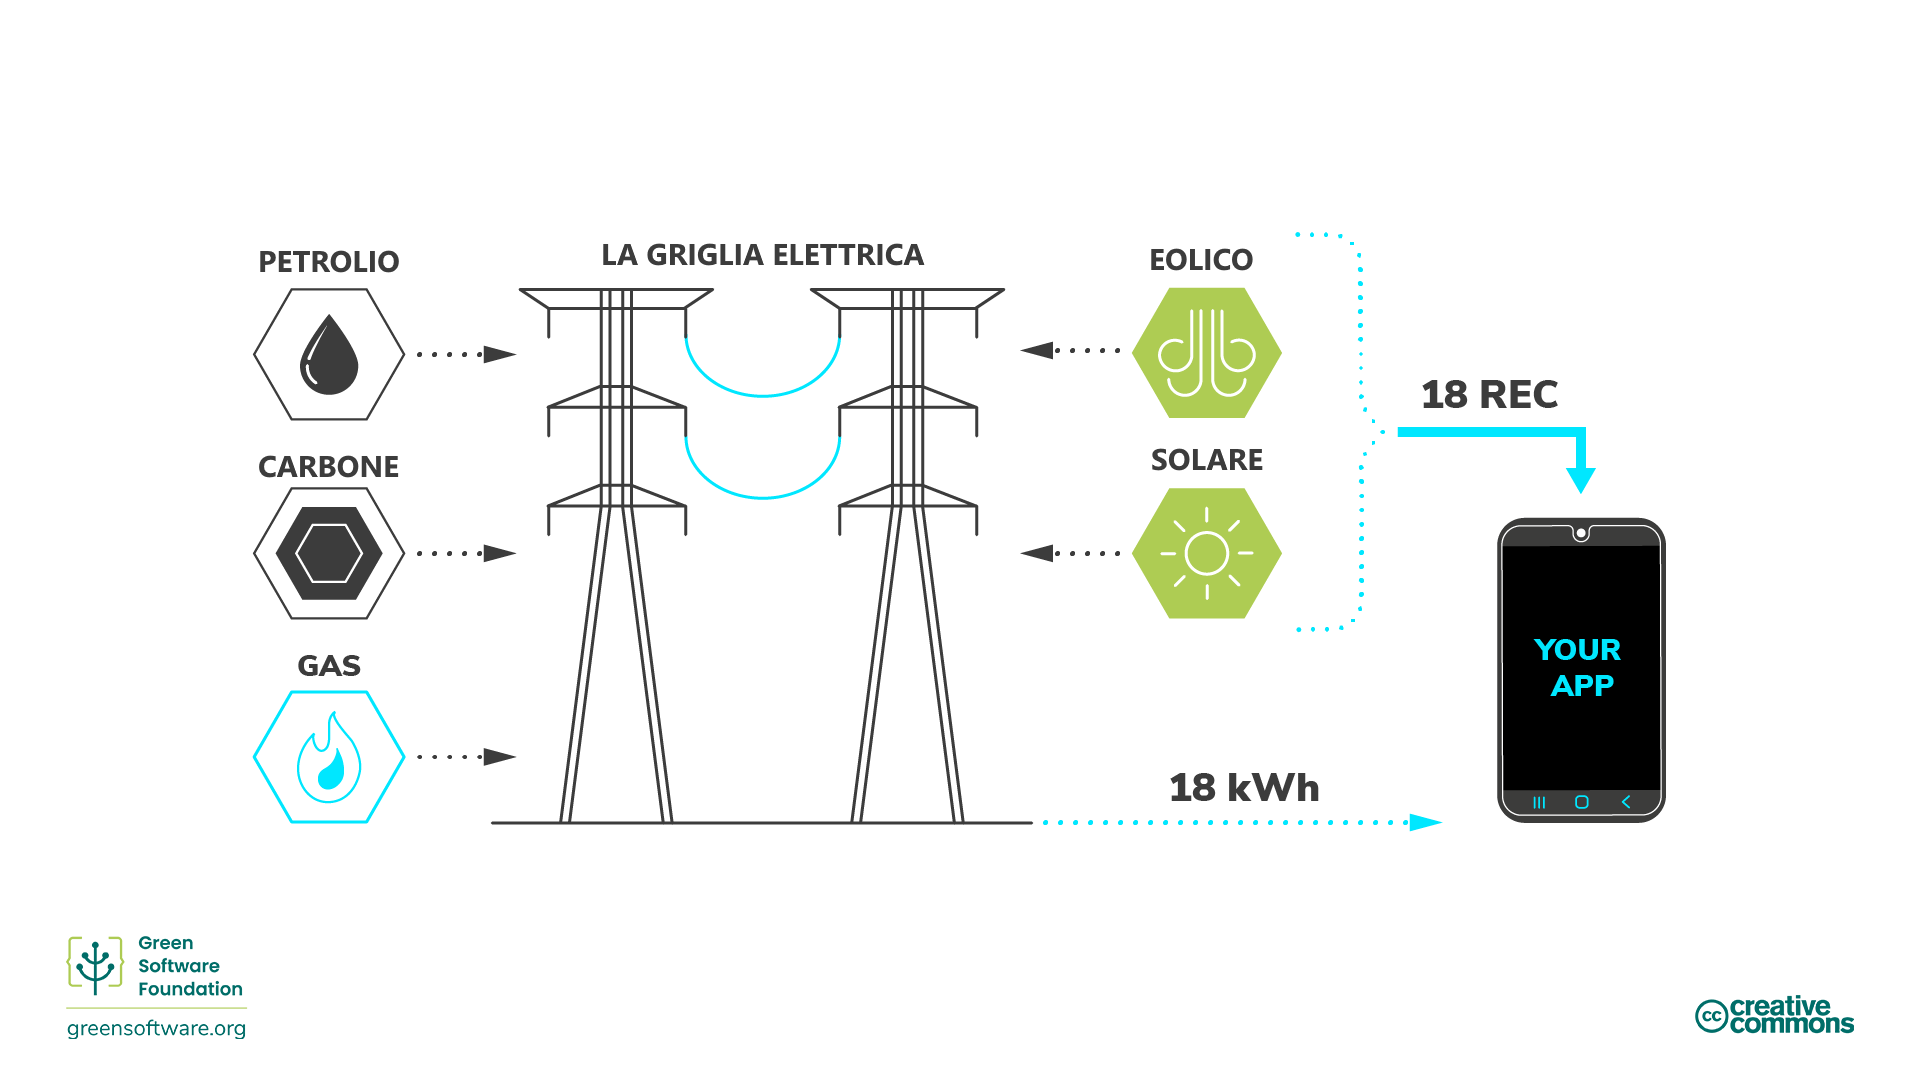 PETROLIO
LA GRIGLIA ELETTRICA
EOLICO
18 REC
CARBONE
SOLARE
YOUR
APP
GAS
18 kWh
Green
Software
Foundation
greensoftware.org
cc creative
commons